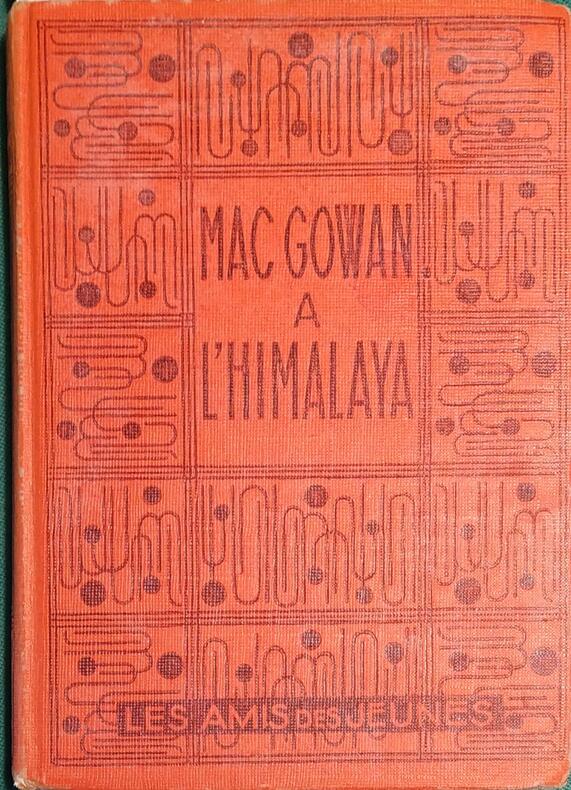 MAC GOWAN
A
L'HIMALAYA
LES AMIS DES JEUNES